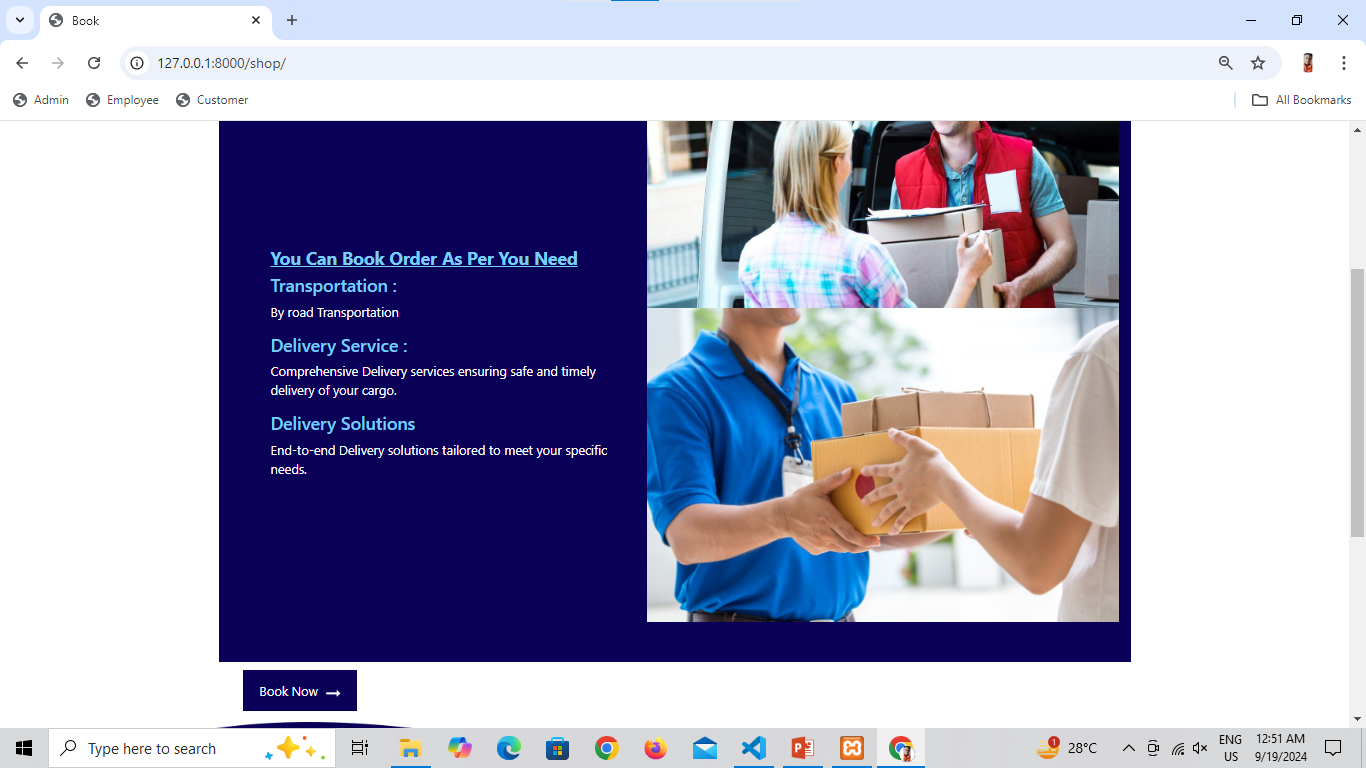 Book
127.0.0.1:8000/shop/
Admin
Employee
Customer
All Bookmarks
You Can Book Order As Per You Need
Transportation :
By road Transportation
Delivery Service :
Comprehensive Delivery services ensuring safe and timely
delivery of your cargo.
Delivery Solutions
End-to-end Delivery solutions tailored to meet your specific
needs.
Book Now
Type here to search
1
28°C
ENG
US
12:51 AM
9/19/2024